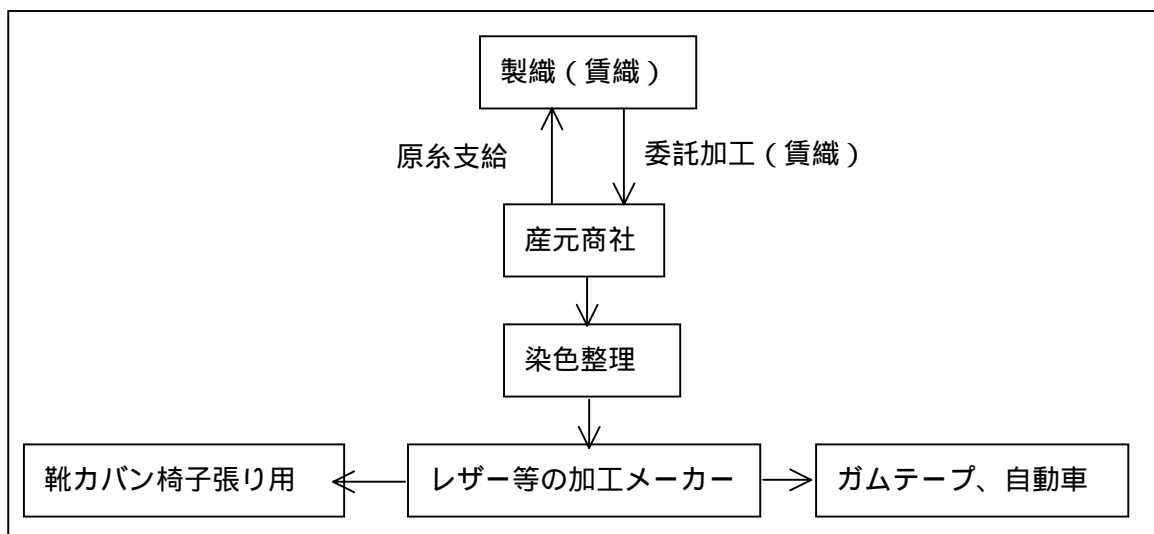 製織（賃織）
原糸支給
委託加工（賃織）
産元商社
染色整理
靴カバン椅子張り用
レザー等の加工メーカー
ガムテープ、自動車